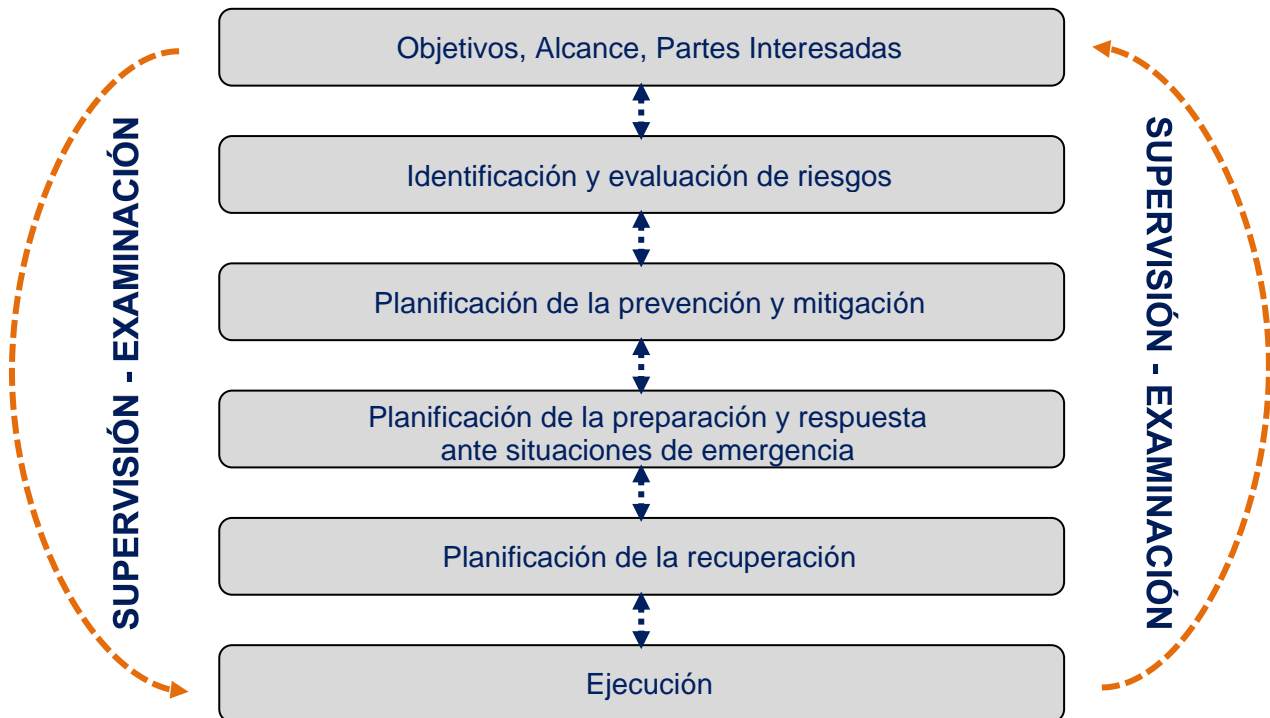 Objetivos, Alcance, Partes Interesadas
SUPERVISIÓN - EXAMINACIÓN
SUPERVISIÓN - EXAMINACIÓN
Identificación y evaluación de riesgos
Planificación de la prevención y mitigación
Planificación de la preparación y respuesta
ante situaciones de emergencia
Planificación de la recuperación
Ejecución